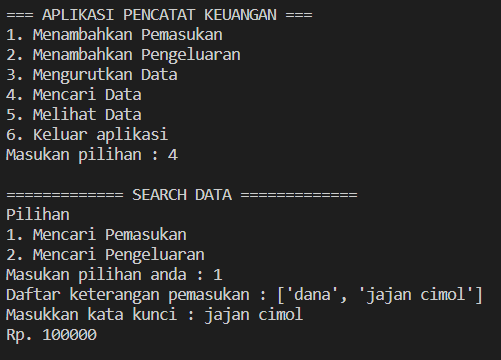 === APLIKASI PENCATAT KEUANGAN ===
1. Menambahkan Pemasukan
2. Menambahkan Pengeluaran
3. Mengurutkan Data
4. Mencari Data
5. Melihat Data
6. Keluar aplikasi
Masukan pilihan : 4
============= SEARCH DATA =============
Pilihan
1. Mencari Pemasukan
2. Mencari Pengeluaran
Masukan pilihan anda : 1
Daftar keterangan pemasukan : ['dana', 'jajan cimol']
Masukkan kata kunci : jajan cimol
Rp. 100000